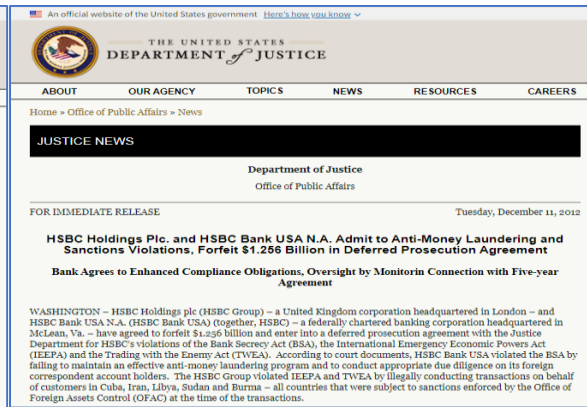 An official website of the United States government Here's how you know
THE UNITED STATES
DEPARTMENT of JUSTICE
ABOUT OUR AGENCY TOPICS NEWS RESOURCES CAREERS
Home » Office of Public Affairs » News
JUSTICE NEWS
Department of Justice
Office of Public Affairs
FOR IMMEDIATE RELEASE Tuesday, December 11, 2012
HSBC Holdings Plc. and HSBC Bank USA N.A. Admit to Anti-Money Laundering and
Sanctions Violations, Forfeit $1.256 Billion in Deferred Prosecution Agreement
Bank Agrees to Enhanced Compliance Obligations, Oversight by Monitorin Connection with Five-year
Agreement
WASHINGTON – HSBC Holdings plc (HSBC Group) – a United Kingdom corporation headquartered in London – and
HSBC Bank USA N.A. (HSBC Bank USA) (together, HSBC) – a federally chartered banking corporation headquartered in
McLean, Va. – have agreed to forfeit $1.256 billion and enter into a deferred prosecution agreement with the Justice
Department for HSBC's violations of the Bank Secrecy Act (BSA), the International Emergency Economic Powers Act
(IEEPA) and the Trading with the Enemy Act (TWEA). According to court documents, HSBC Bank USA violated the BSA by
failing to maintain an effective anti-money laundering program and to conduct appropriate due diligence on its foreign
correspondent account holders. The HSBC Group violated IEEPA and TWEA by illegally conducting transactions on behalf
of customers in Cuba, Iran, Libya, Sudan and Burma – all countries that were subject to sanctions enforced by the Office of
Foreign Assets Control (OFAC) at the time of the transactions.